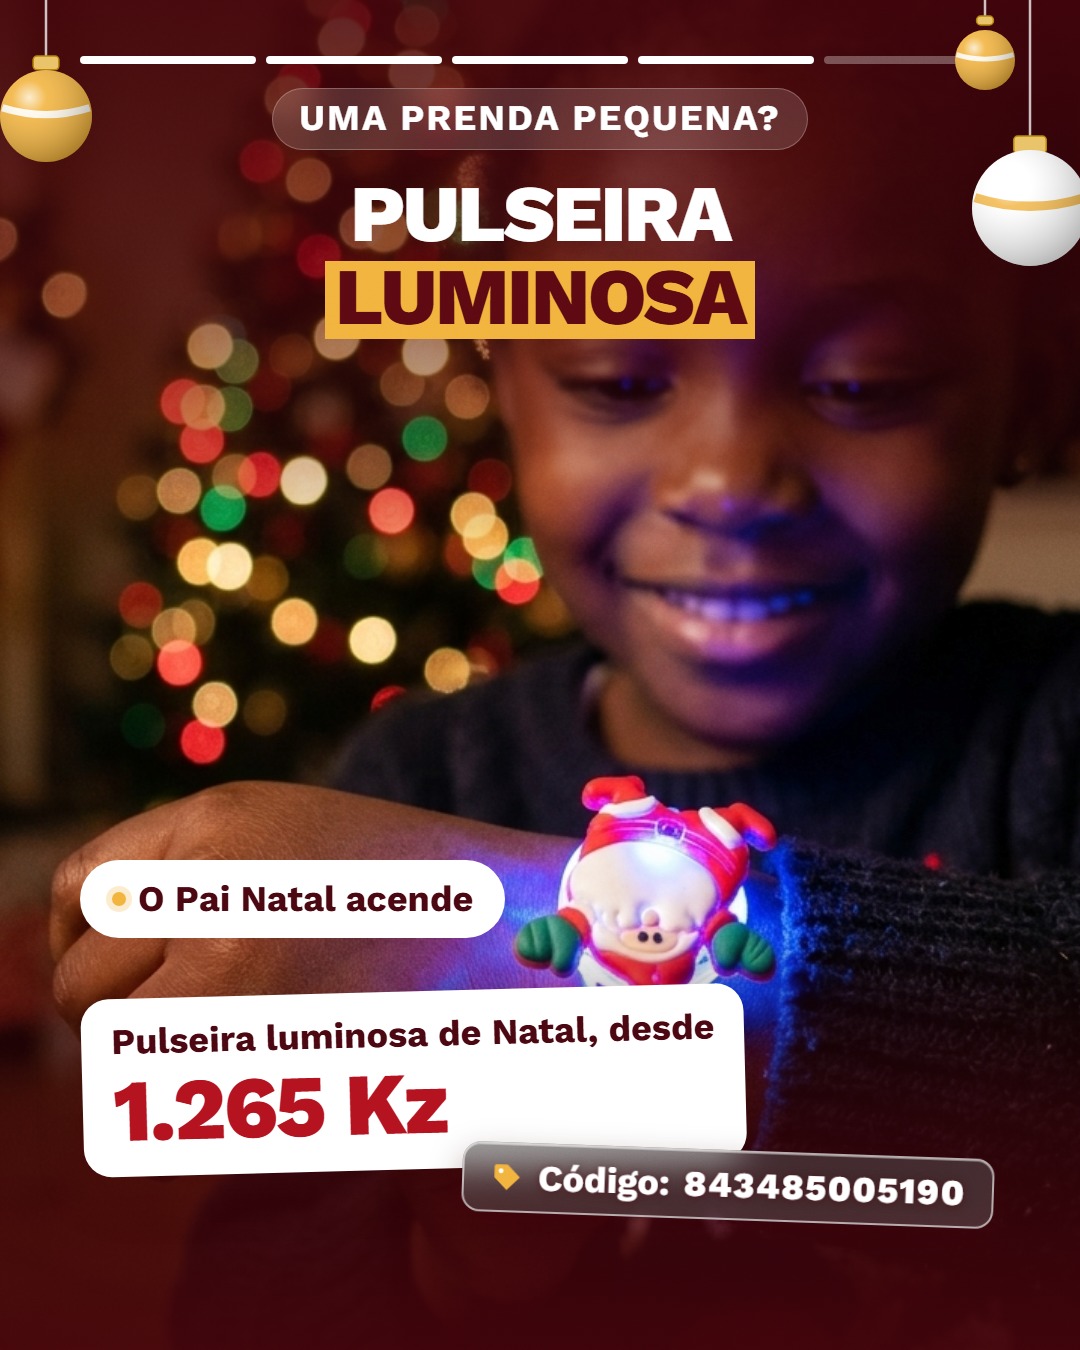 UMA PRENDA PEQUENA?
PULSEIRA
LUMINOSA
O Pai Natal acende
Pulseira luminosa de Natal, desde
1.265 Kz
Código: 843485005190